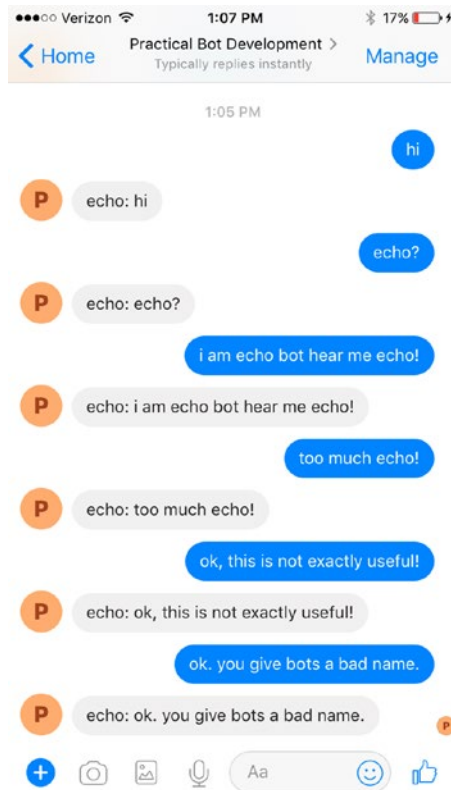 Verizon 1:07 PM 17%
Home Practical Bot Development > Manage
Typically replies instantly
1:05 PM
hi
P echo: hi
echo?
P echo: echo?
i am echo bot hear me echo!
P echo: i am echo bot hear me echo!
too much echo!
P echo: too much echo!
ok, this is not exactly useful!
P echo: ok, this is not exactly useful!
ok. you give bots a bad name.
P echo: ok. you give bots a bad name.
P
Aa